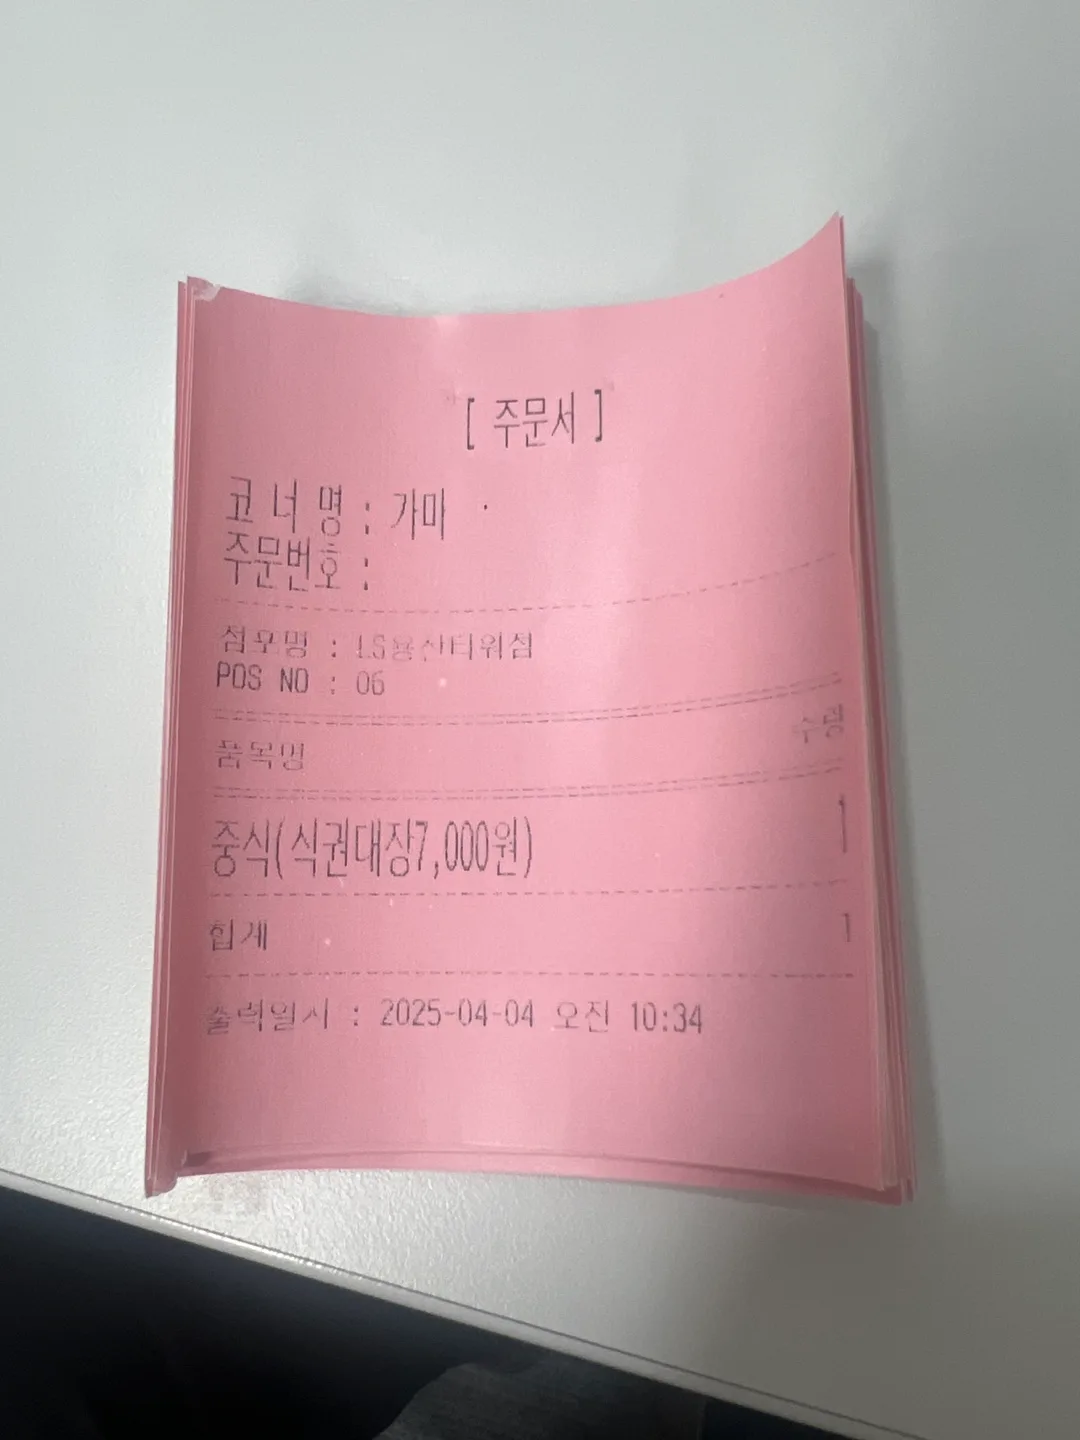 [ 주문서 ]
코 너 명 : 가마
주문번호 :
점포명 : LS용산타워점
POS NO : 06
품목명 수량
중식(식권대장7,000원) 1
합계 1
출력일시 : 2025-04-04 오전 10:34